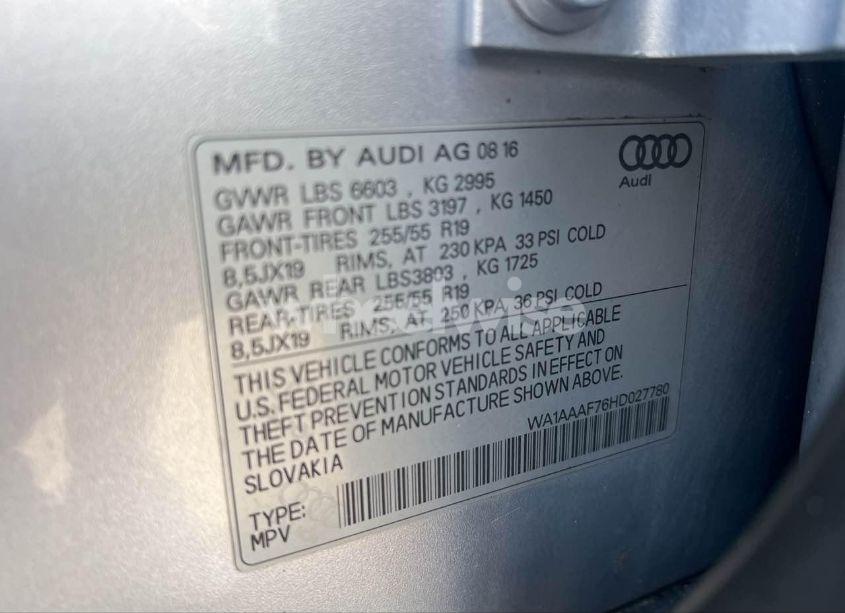 MFD. BY AUDI AG 08 16
Audi
GVWR LBS 6603 , KG 2995
GAWR FRONT LBS 3197 , KG 1450
FRONT-TIRES 255/55 R19
8,5JX19 RIMS, AT 230 KPA 33 PSI COLD
GAWR REAR LBS3803 , KG 1725
REAR-TIRES 255/55 R19
8,5JX19 RIMS, AT 250 KPA, 36 PSI COLD
THIS VEHICLE CONFORMS TO ALL APPLICABLE
U.S. FEDERAL MOTOR VEHICLE SAFETY AND
THEFT PREVENTION STANDARDS IN EFFECT ON
THE DATE OF MANUFACTURE SHOWN ABOVE.
SLOVAKIA
WA1AAAF76HD027780
TYPE:
MPV